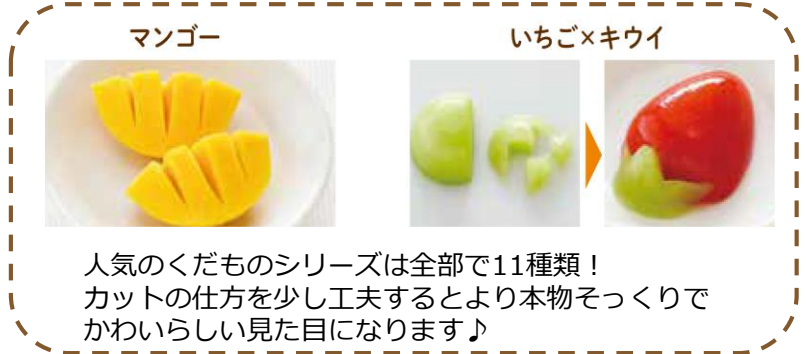 マンゴー
いちご×キウイ
人気のくだものシリーズは全部で11種類！
カットの仕方を少し工夫するとより本物そっくりで
かわいらしい見た目になります♪